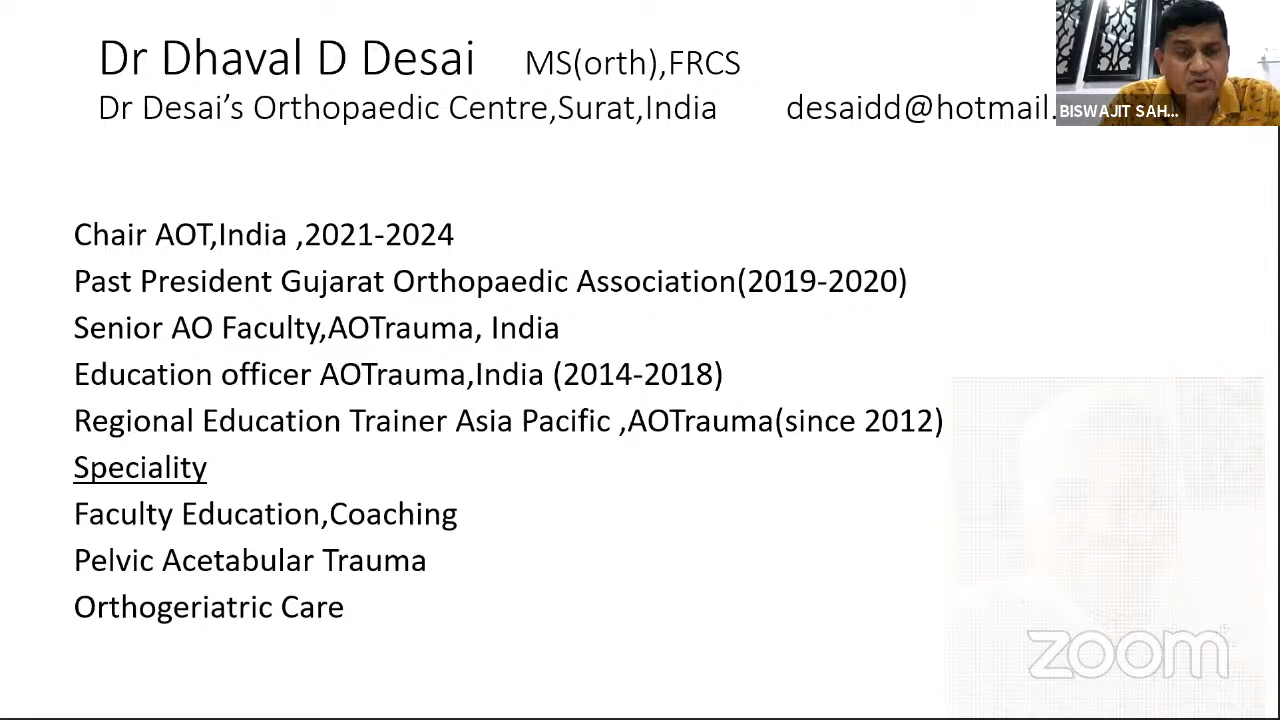 Dr Dhaval D Desai MS(orth),FRCS
Dr Desai's Orthopaedic Centre,Surat,India desaidd@hotmail.
BISWAJIT SAH...
Chair AOT,India ,2021-2024
Past President Gujarat Orthopaedic Association(2019-2020)
Senior AO Faculty,AOTrauma, India
Education officer AOTrauma,India (2014-2018)
Regional Education Trainer Asia Pacific ,AOTrauma(since 2012)
Speciality
Faculty Education,Coaching
Pelvic Acetabular Trauma
Orthogeriatric Care
zoom